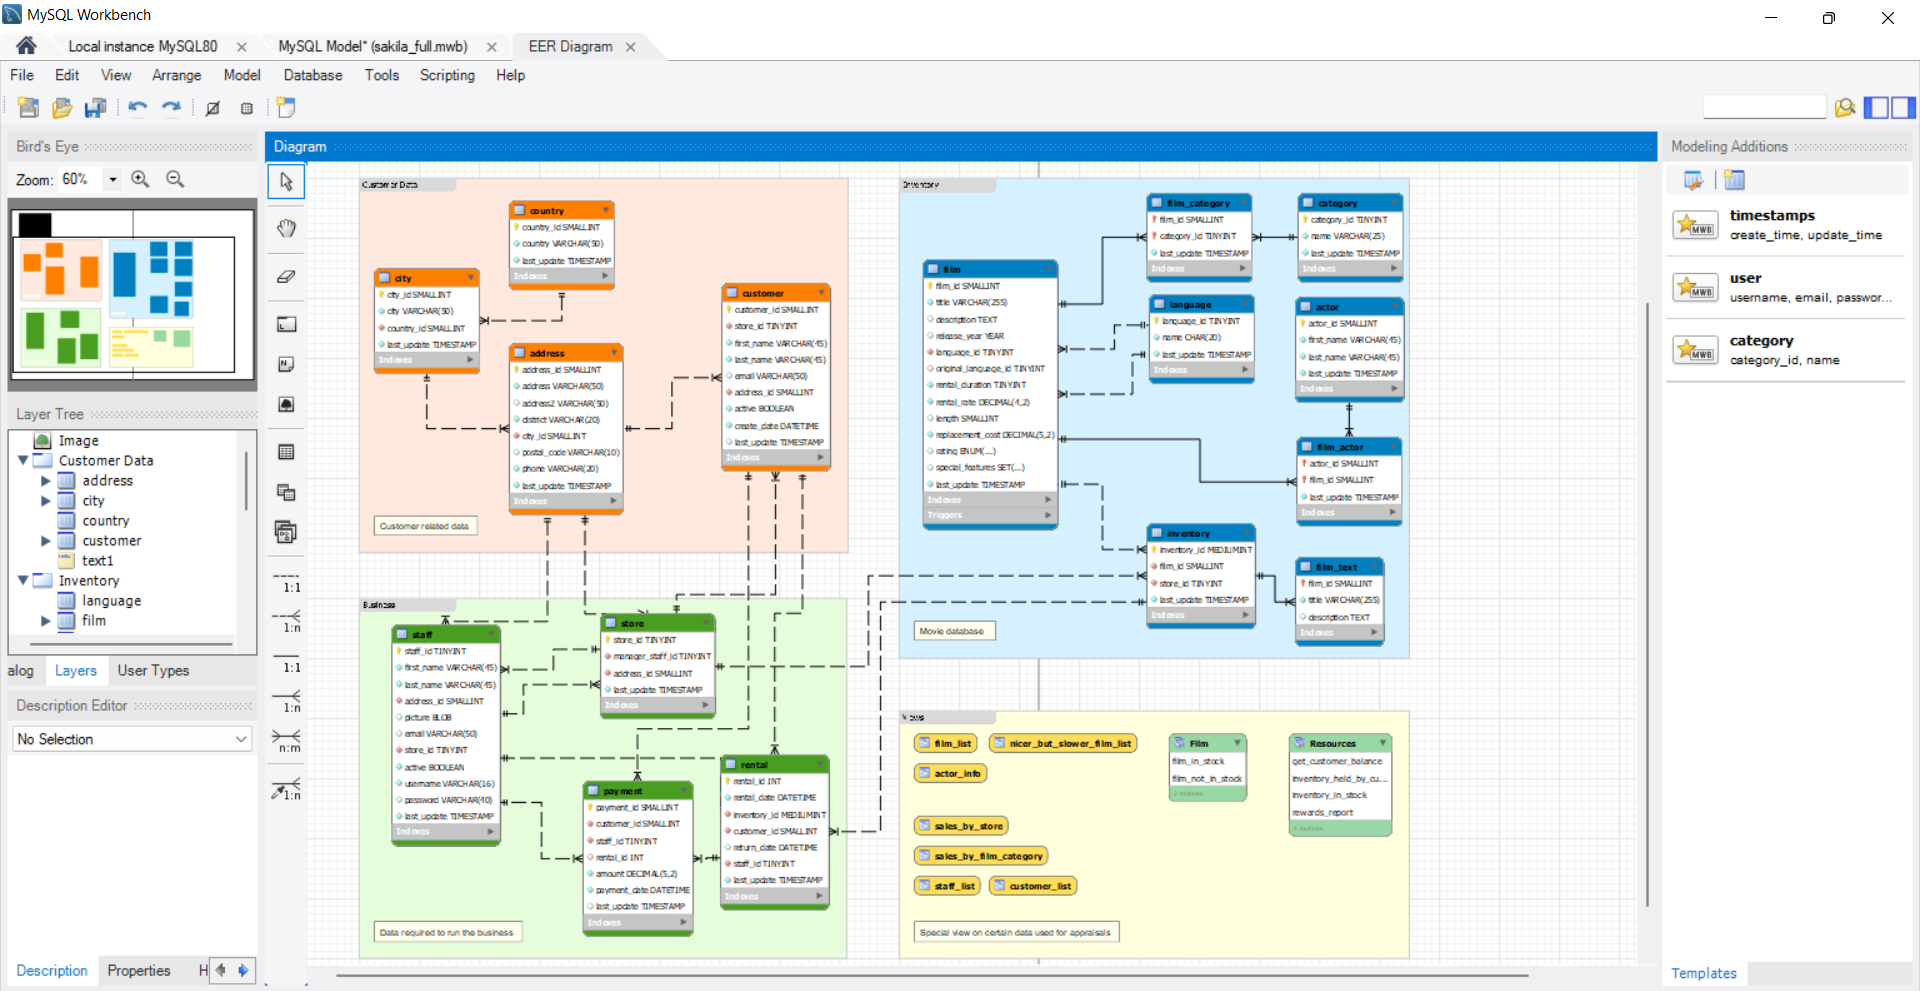 MySQL Workbench
Local instance MySQL80
MySQL Model* (sakila_full.mwb)
EER Diagram
File Edit View Arrange Model Database Tools Scripting Help
Bird's Eye
Zoom: 60%
Layer Tree
Image
Customer Data
address
city
country
customer
text1
Inventory
language
film
alog Layers User Types
Description Editor
No Selection
Description Properties H
Diagram
1:1
1:n
1:1
1:n
n:m
1:n
Customer Data
country
country_id SMALLINT
country VARCHAR(50)
last_update TIMESTAMP
Indexes
city
city_id SMALLINT
city VARCHAR(50)
country_id SMALLINT
last_update TIMESTAMP
Indexes
address
address_id SMALLINT
address VARCHAR(50)
address2 VARCHAR(50)
district VARCHAR(20)
city_id SMALLINT
postal_code VARCHAR(10)
phone VARCHAR(20)
last_update TIMESTAMP
Indexes
customer
customer_id SMALLINT
store_id TINYINT
first_name VARCHAR(45)
last_name VARCHAR(45)
email VARCHAR(50)
address_id SMALLINT
active BOOLEAN
create_date DATETIME
last_update TIMESTAMP
Indexes
Customer related data
Business
staff
staff_id TINYINT
first_name VARCHAR(45)
last_name VARCHAR(45)
address_id SMALLINT
picture BLOB
email VARCHAR(50)
store_id TINYINT
active BOOLEAN
username VARCHAR(16)
password VARCHAR(40)
last_update TIMESTAMP
Indexes
store
store_id TINYINT
manager_staff_id TINYINT
address_id SMALLINT
last_update TIMESTAMP
Indexes
payment
payment_id SMALLINT
customer_id SMALLINT
staff_id TINYINT
rental_id INT
amount DECIMAL(5,2)
payment_date DATETIME
last_update TIMESTAMP
Indexes
rental
rental_id INT
rental_date DATETIME
inventory_id MEDIUMINT
customer_id SMALLINT
return_date DATETIME
staff_id TINYINT
last_update TIMESTAMP
Indexes
Data required to run the business
Inventory
film
film_id SMALLINT
title VARCHAR(255)
description TEXT
release_year YEAR
language_id TINYINT
original_language_id TINYINT
rental_duration TINYINT
rental_rate DECIMAL(4,2)
length SMALLINT
replacement_cost DECIMAL(5,2)
rating ENUM(...)
special_features SET(...)
last_update TIMESTAMP
Indexes
Triggers
film_category
film_id SMALLINT
category_id TINYINT
last_update TIMESTAMP
Indexes
category
category_id TINYINT
name VARCHAR(25)
last_update TIMESTAMP
Indexes
language
language_id TINYINT
name CHAR(20)
last_update TIMESTAMP
Indexes
actor
actor_id SMALLINT
first_name VARCHAR(45)
last_name VARCHAR(45)
last_update TIMESTAMP
Indexes
film_actor
actor_id SMALLINT
film_id SMALLINT
last_update TIMESTAMP
Indexes
inventory
inventory_id MEDIUMINT
film_id SMALLINT
store_id TINYINT
last_update TIMESTAMP
Indexes
film_text
film_id SMALLINT
title VARCHAR(255)
description TEXT
Indexes
Movie database
Views
film_list
nicer_but_slower_film_list
actor_info
sales_by_store
sales_by_film_category
staff_list
customer_list
Film
film_in_stock
film_not_in_stock
2 routines
Resources
get_customer_balance
inventory_held_by_cu...
inventory_in_stock
rewards_report
4 routines
Special view on certain data used for appraisals
Modeling Additions
timestamps
create_time, update_time
user
username, email, passwor...
category
category_id, name
Templates